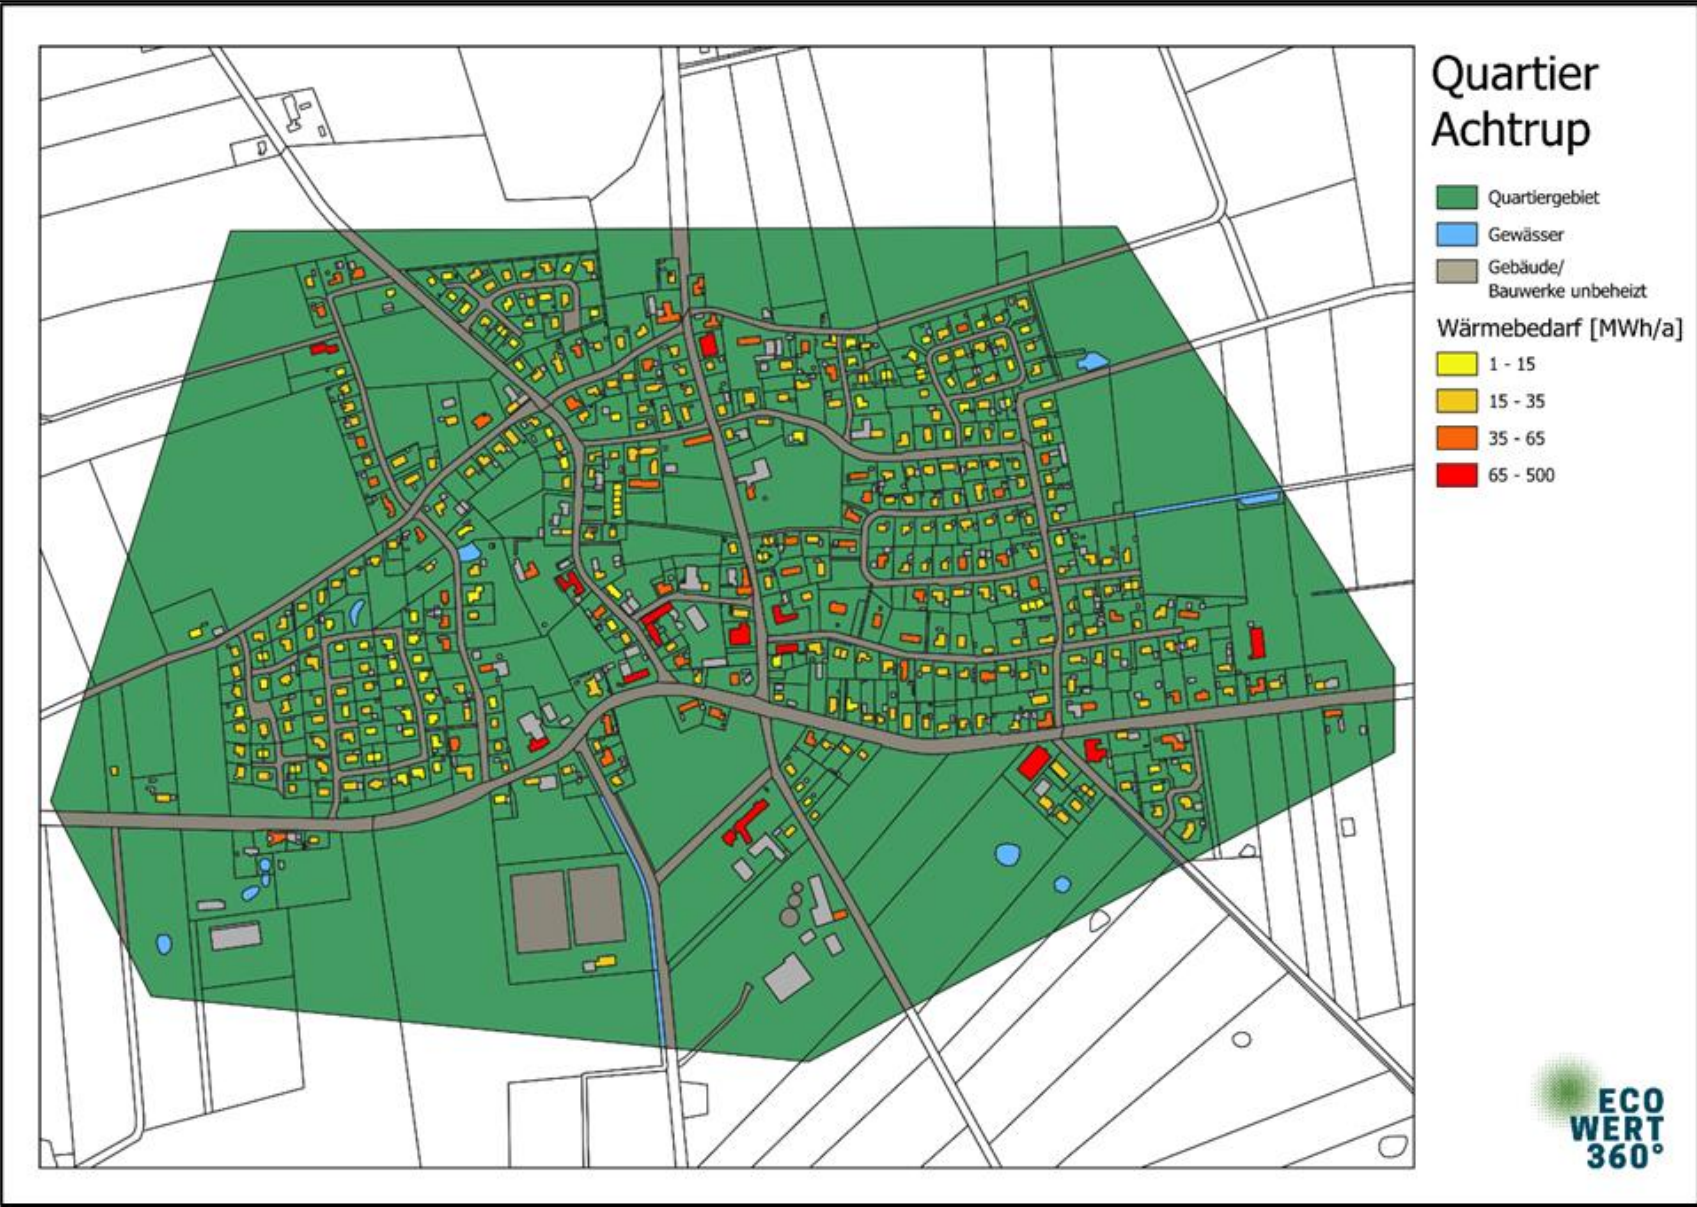 Quartier
Achtrup
Quartiergebiet
Gewässer
Gebäude/
Bauwerke unbeheizt
Wärmebedarf [MWh/a]
1 - 15
15 - 35
35 - 65
65 - 500
ECO
WERT
360°